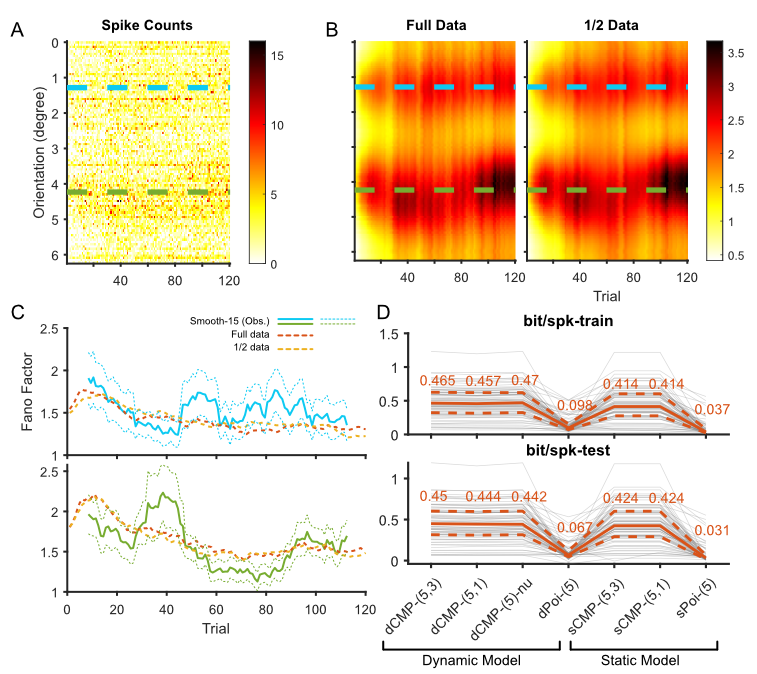 A
Spike Counts
0
1
2
3
4
5
6
Orientation (degree)
40
80
120
15
10
5
0
B
Full Data
1/2 Data
40
80
120
40
80
120
Trial
3.5
3
2.5
2
1.5
1
0.5
C
Smooth-15 (Obs.)
Full data
1/2 data
2.5
2
1.5
1
Fano Factor
2.5
2
1.5
1
0
20
40
60
80
100
120
Trial
D
bit/spk-train
1.5
1
0.5
0
0.465
0.457
0.47
0.098
0.414
0.414
0.037
bit/spk-test
1
0.5
0
0.45
0.444
0.442
0.067
0.424
0.424
0.031
dCMP-(5,3)
dCMP-(5,1)
dCMP-(5)-nu
dPoi-(5)
sCMP-(5,3)
sCMP-(5,1)
sPoi-(5)
Dynamic Model
Static Model